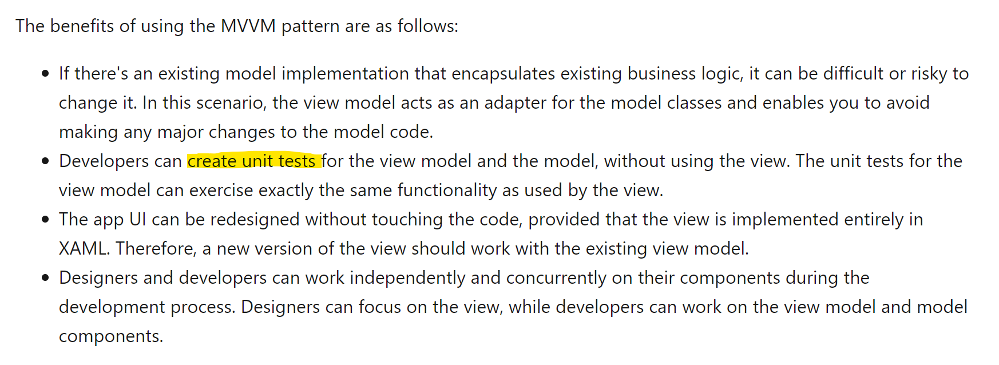 The benefits of using the MVVM pattern are as follows:
• If there's an existing model implementation that encapsulates existing business logic, it can be difficult or risky to
change it. In this scenario, the view model acts as an adapter for the model classes and enables you to avoid
making any major changes to the model code.
• Developers can create unit tests for the view model and the model, without using the view. The unit tests for the
view model can exercise exactly the same functionality as used by the view.
• The app UI can be redesigned without touching the code, provided that the view is implemented entirely in
XAML. Therefore, a new version of the view should work with the existing view model.
• Designers and developers can work independently and concurrently on their components during the
development process. Designers can focus on the view, while developers can work on the view model and model
components.